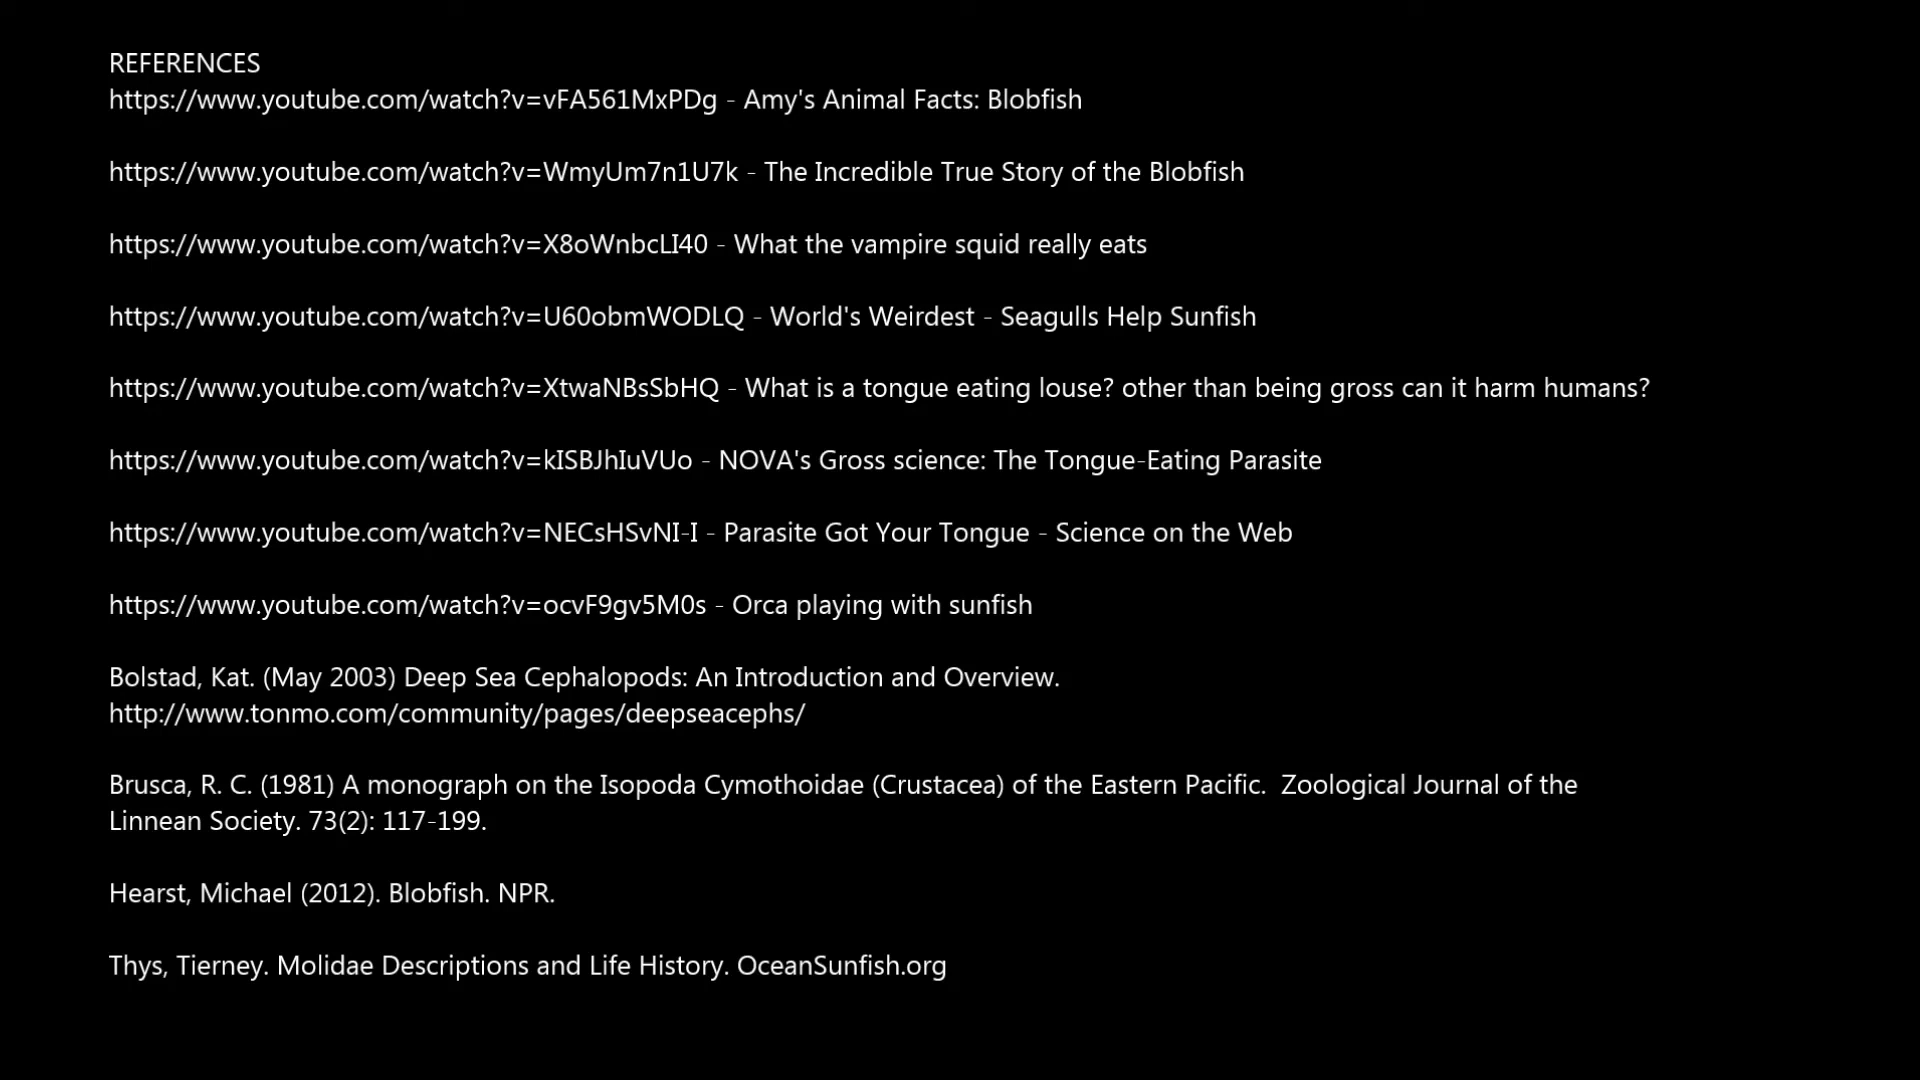 REFERENCES
https://www.youtube.com/watch?v=vFA561MxPDg - Amy's Animal Facts: Blobfish
https://www.youtube.com/watch?v=WmyUm7n1U7k - The Incredible True Story of the Blobfish
https://www.youtube.com/watch?v=X8oWnbcLI40 - What the vampire squid really eats
https://www.youtube.com/watch?v=U60obmWODLQ - World's Weirdest - Seagulls Help Sunfish
https://www.youtube.com/watch?v=XtwaNBsSbHQ - What is a tongue eating louse? other than being gross can it harm humans?
https://www.youtube.com/watch?v=kISBJhIuVUo - NOVA's Gross science: The Tongue-Eating Parasite
https://www.youtube.com/watch?v=NECsHSvNI-I - Parasite Got Your Tongue - Science on the Web
https://www.youtube.com/watch?v=ocvF9gv5M0s - Orca playing with sunfish
Bolstad, Kat. (May 2003) Deep Sea Cephalopods: An Introduction and Overview.
http://www.tonmo.com/community/pages/deepseacephs/
Brusca, R. C. (1981) A monograph on the Isopoda Cymothoidae (Crustacea) of the Eastern Pacific.  Zoological Journal of the
Linnean Society. 73(2): 117-199.
Hearst, Michael (2012). Blobfish. NPR.
Thys, Tierney. Molidae Descriptions and Life History. OceanSunfish.org